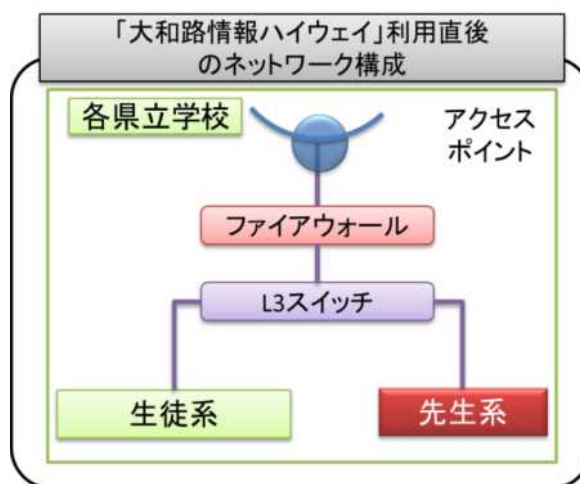 「大和路情報ハイウェイ」利用直後
のネットワーク構成
各県立学校
アクセス
ポイント
ファイアウォール
L3スイッチ
生徒系
先生系